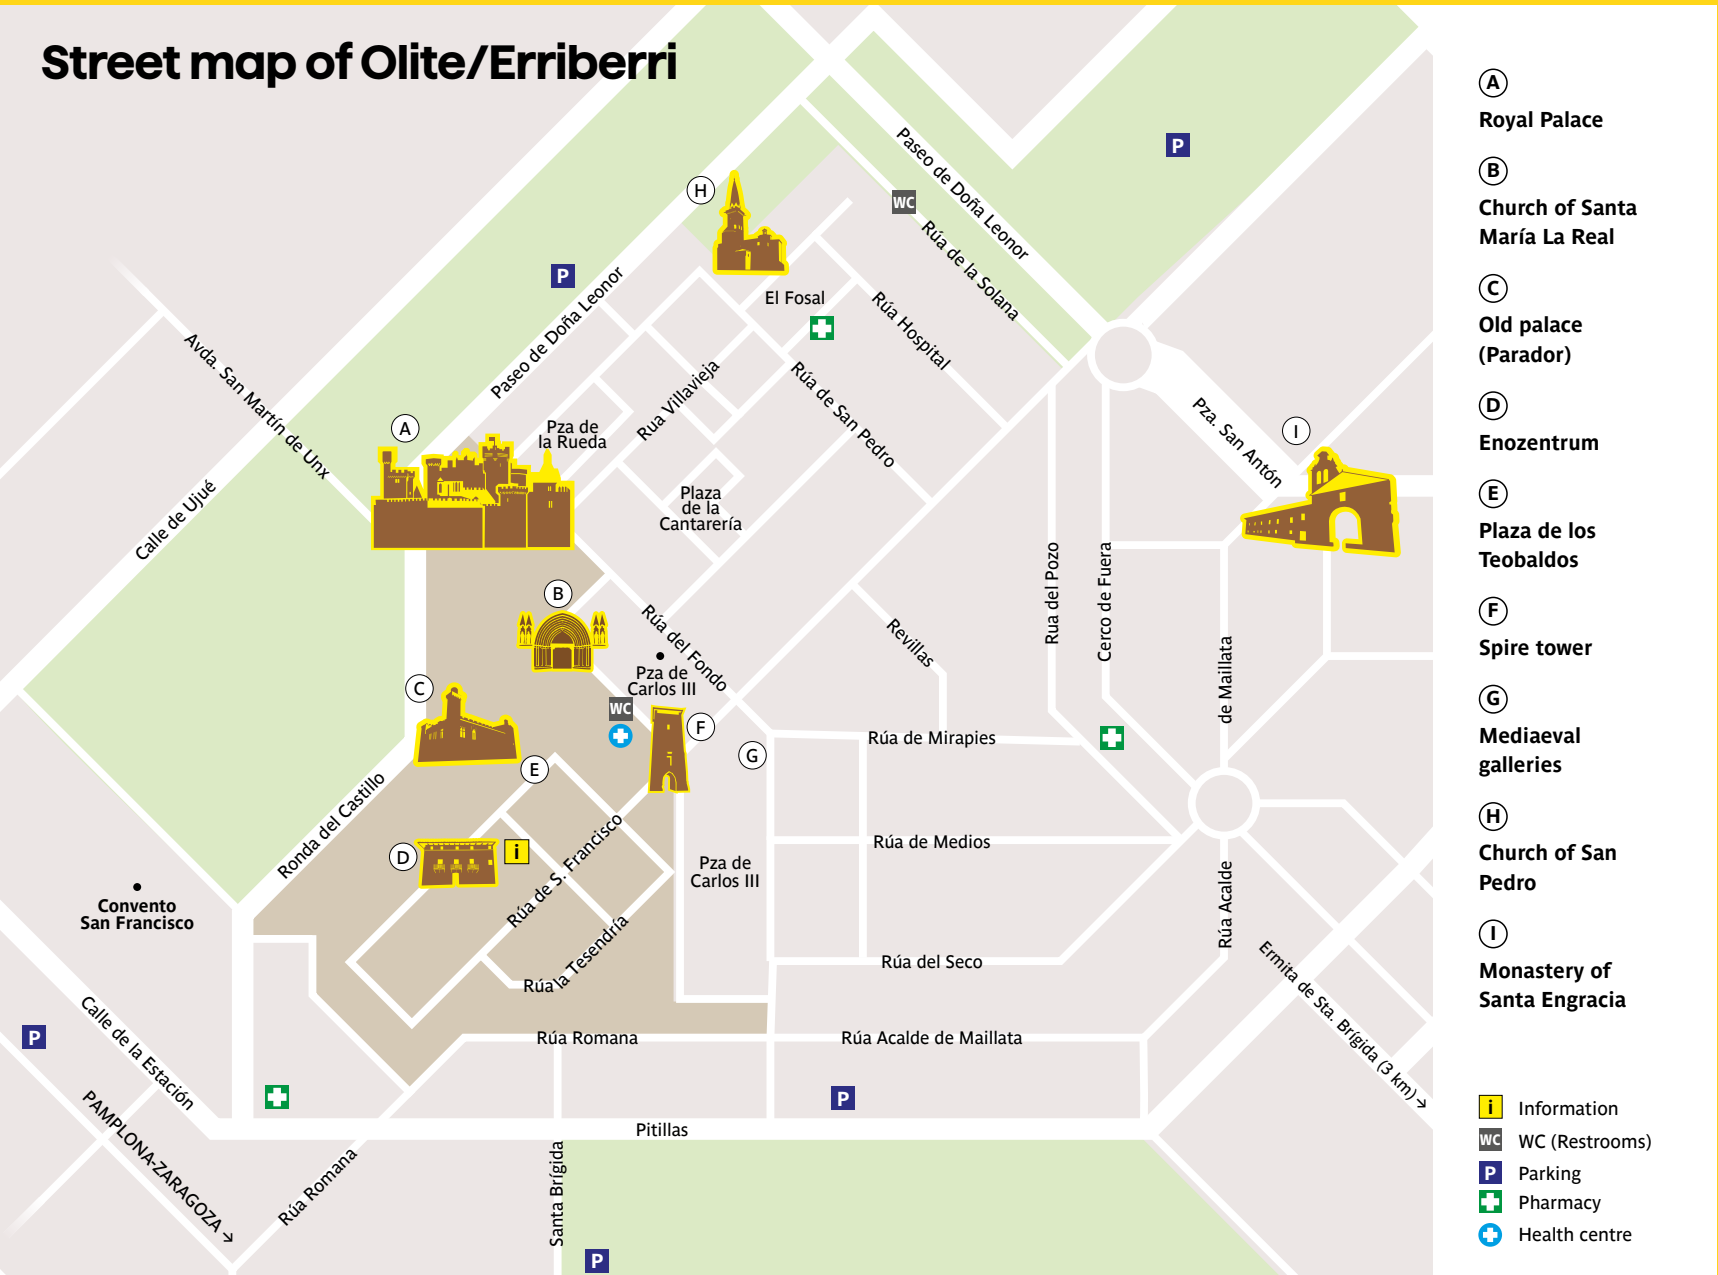 Street map of Olite/Erriberri
A
Royal Palace
B
Church of Santa
María La Real
C
Old palace
(Parador)
D
Enozentrum
E
Plaza de los
Teobaldos
F
Spire tower
G
Mediaeval
galleries
H
Church of San
Pedro
I
Monastery of
Santa Engracia
i Information
WC WC (Restrooms)
P Parking
Pharmacy
Health centre
P
Paseo de Doña Leonor
WC
H
Rúa de la Solana
P
Paseo de Doña Leonor
El Fosal
Rúa Hospital
Avda. San Martín de Unx
Rua Villavieja
Rúa de San Pedro
Pza. San Antón
I
A
Pza de
la Rueda
Calle de Ujué
Plaza
de la
Cantarería
B
Rúa del Fondo
Revillas
Rua del Pozo
Cerco de Fuera
de Maillata
Pza de
Carlos III
C
WC
F
i
G
Rúa de Mirapies
E
Ronda del Castillo
D
i
Rúa de S. Francisco
Pza de
Carlos III
Rúa de Medios
Rúa Acalde
Convento
San Francisco
Rúa la Tesendría
Rúa del Seco
Ermita de Sta. Brígida (3 km) →
P
Calle de la Estación
Rúa Romana
Rúa Acalde de Maillata
P
PAMPLONA-ZARAGOZA →
Pitillas
Rúa Romana
Santa Brígida
P